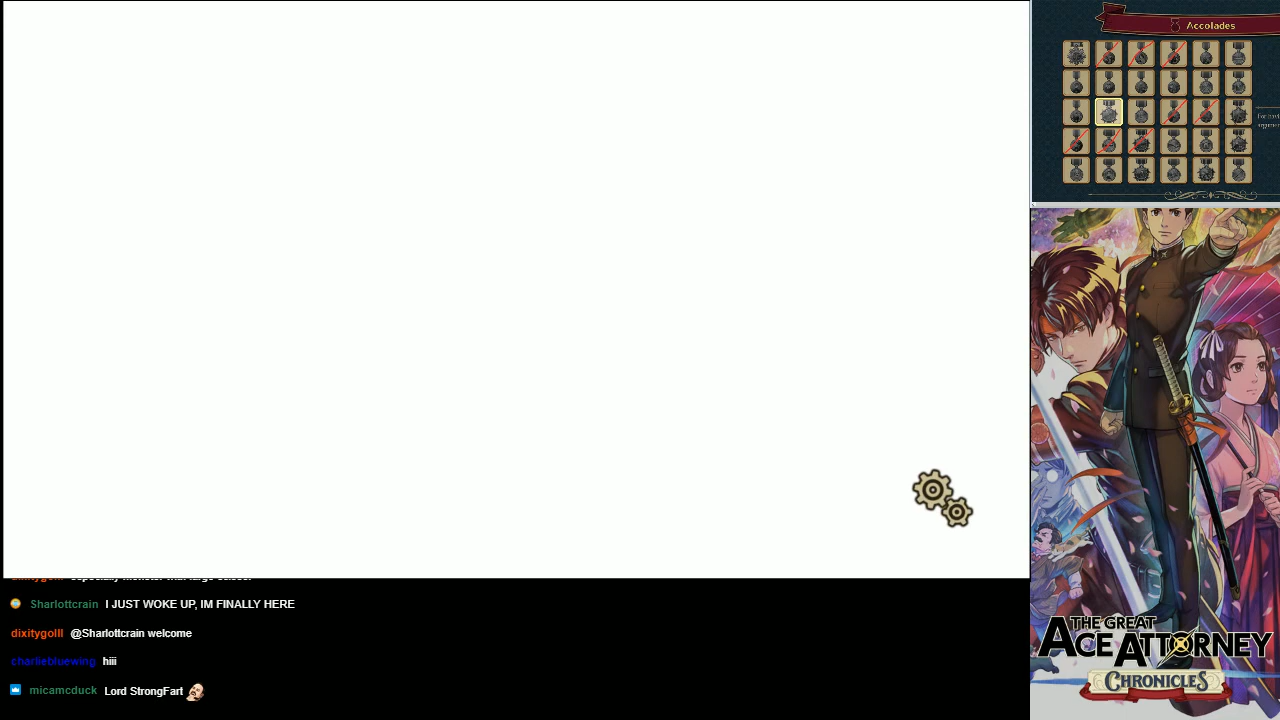 Accolades
Sharlottcrain I JUST WOKE UP, IM FINALLY HERE
dixitygolll @Sharlottcrain welcome
charliebluewing hiii
micamcduck Lord StrongFart
THE GREAT
ACE ATTORNEY
CHRONICLES